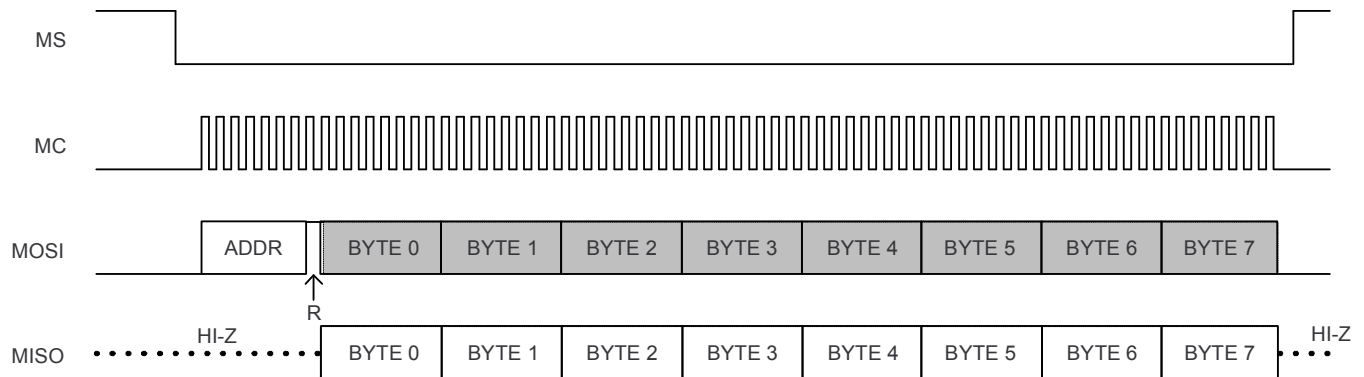 MS
MC
MOSI
ADDR
BYTE 0
BYTE 1
BYTE 2
BYTE 3
BYTE 4
BYTE 5
BYTE 6
BYTE 7
R
MISO
HI-Z
BYTE 0
BYTE 1
BYTE 2
BYTE 3
BYTE 4
BYTE 5
BYTE 6
BYTE 7
HI-Z